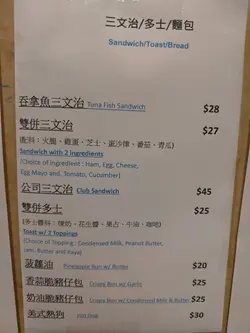 三文治/多士/麵包
Sandwich/Toast/Bread
吞拿魚三文治 Tuna Fish Sandwich $28
雙併三文治 $27
(配料：火腿、雞蛋、芝士、蛋沙律、番茄、青瓜)
Sandwich with 2 Ingredients
(Choice of Ingredient : Ham, Egg, Cheese,
Egg Mayo and, Tomato, Cucumber)
公司三文治 Club Sandwich $45
雙併多士 $25
(多士醬料：煉奶、花生醬、果占、牛油、咖吔)
Toast w/ 2 Toppings
(Choice of Topping : Condensed Milk, Peanut Butter,
Jam, Butter and Kaya)
菠蘿油 Pineapple Bun w/ Butter $20
香蒜脆豬仔包 Crispy Bun w/ Garlic $25
奶油脆豬仔包 Crispy Bun w/ Condensed Milk & Butter $25
美式熱狗 Hot Dog $30